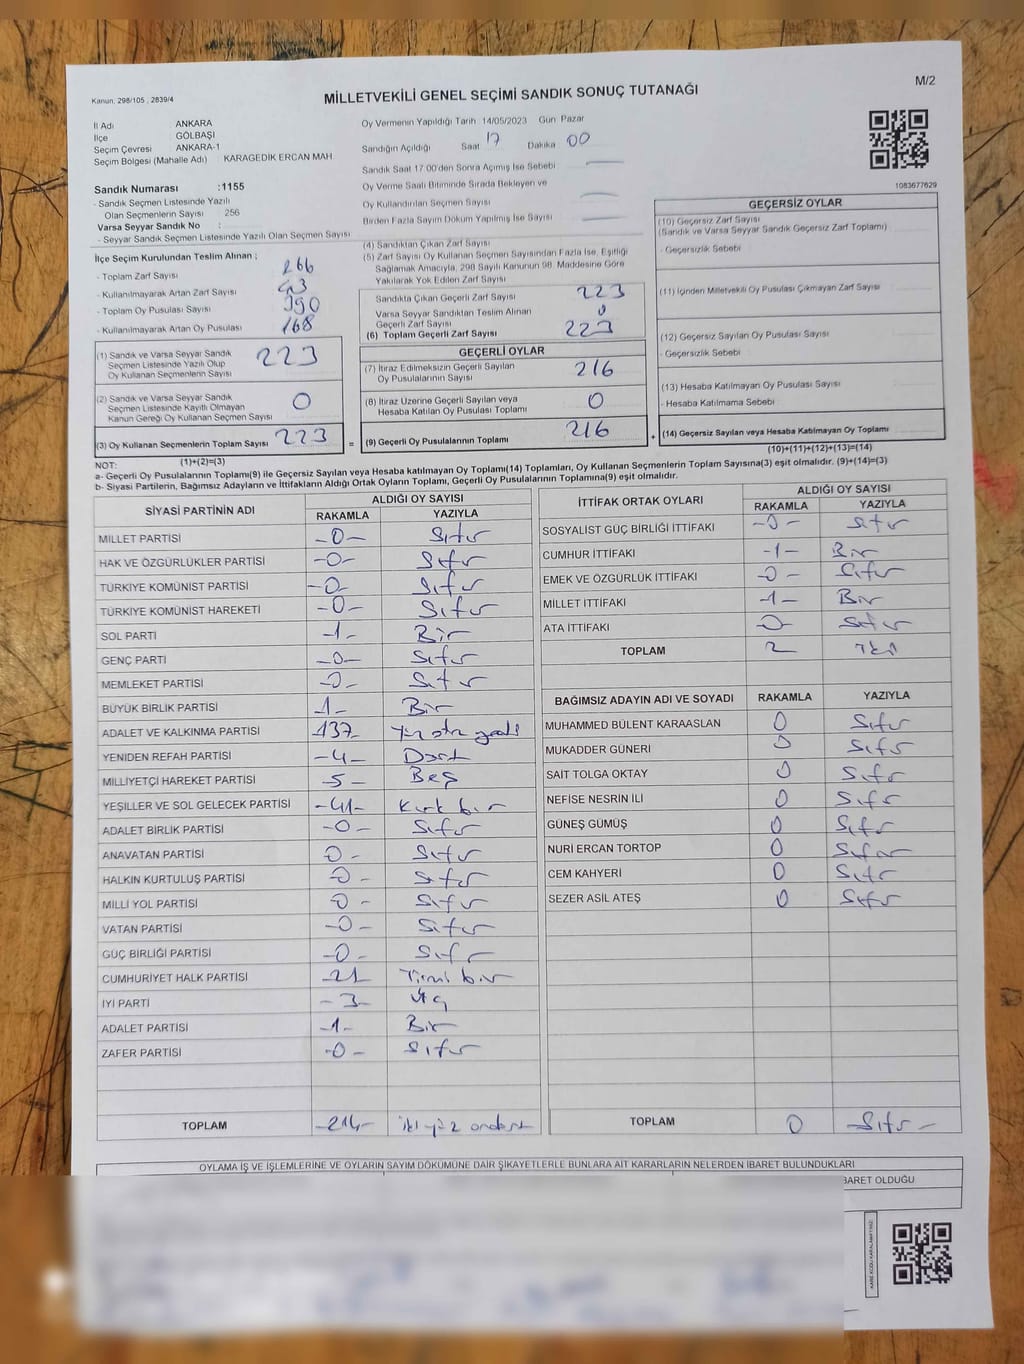 M/2
Kanun, 298/105 , 2839/4
MİLLETVEKİLİ GENEL SEÇİMİ SANDIK SONUÇ TUTANAĞI
İl Adı ANKARA
İlçe GÖLBAŞI
Seçim Çevresi ANKARA-1
Seçim Bölgesi (Mahalle Adı) KARAGEDİK ERCAN MAH
Sandık Numarası :1155
- Sandık Seçmen Listesinde Yazılı
Olan Seçmenlerin Sayısı 256
Varsa Seyyar Sandık No :
- Seyyar Sandık Seçmen Listesinde Yazılı Olan Seçmen Sayısı
Oy Vermenin Yapıldığı Tarih 14/05/2023 Gün Pazar
Sandığın Açıldığı Saat 17 Dakika 00
Sandık Saat 17:00'den Sonra Açımış İse Sebebi
Oy Verme Saati Bitiminde Sırada Bekleyen ve
Oy Kullandırılan Seçmen Sayısı
Birden Fazla Sayım Döküm Yapılmış İse Sayısı
1083677629
İlçe Seçim Kurulundan Teslim Alınan ;
- Toplam Zarf Sayısı 266
- Kullanılmayarak Artan Zarf Sayısı 43
- Toplam Oy Pusulası Sayısı 390
- Kullanılmayarak Artan Oy Pusulası 168
(1) Sandık ve Varsa Seyyar Sandık
Seçmen Listesinde Yazılı Olup
Oy Kullanan Seçmenlerin Sayısı 223
(2) Sandık ve Varsa Seyyar Sandık
Seçmen Listesinde Kayıtlı Olmayan
Kanun Gereği Oy Kullanan Seçmen Sayısı 0
(3) Oy Kullanan Seçmenlerin Toplam Sayısı 223
(1)+(2)=(3)
(4) Sandıktan Çıkan Zarf Sayısı
(5) Zarf Sayısı Oy Kullanan Seçmen Sayısından Fazla İse, Eşitliği
Sağlamak Amacıyla, 298 Sayılı Kanunun 98. Maddesine Göre
Yakılarak Yok Edilen Zarf Sayısı
Sandıkta Çıkan Geçerli Zarf Sayısı 223
Varsa Seyyar Sandıktan Teslim Alınan
Geçerli Zarf Sayısı 0
(6) Toplam Geçerli Zarf Sayısı 223
GEÇERLİ OYLAR
(7) İtiraz Edilmeksizin Geçerli Sayılan
Oy Pusulalarının Sayısı 216
(8) İtiraz Üzerine Geçerli Sayılan veya
Hesaba Katılan Oy Pusulası Toplamı 0
= (9) Geçerli Oy Pusulalarının Toplamı 216
GEÇERSİZ OYLAR
(10) Geçersiz Zarf Sayısı
(Sandık ve Varsa Seyyar Sandık Geçersiz Zarf Toplamı)
- Geçersizlik Sebebi
(11) İçinden Milletvekili Oy Pusulası Çıkmayan Zarf Sayısı
(12) Geçersiz Sayılan Oy Pusulası Sayısı
- Geçersizlik Sebebi
(13) Hesaba Katılmayan Oy Pusulası Sayısı
- Hesaba Katılmama Sebebi
+ (14) Geçersiz Sayılan veya Hesaba Katılmayan Oy Toplamı
(10)+(11)+(12)+(13)=(14)
NOT:
a- Geçerli Oy Pusulalarının Toplamı(9) ile Geçersiz Sayılan veya Hesaba katılmayan Oy Toplamı(14) Toplamları, Oy Kullanan Seçmenlerin Toplam Sayısına(3) eşit olmalıdır. (9)+(14)=(3)
b- Siyasi Partilerin, Bağımsız Adayların ve İttifakların Aldığı Ortak Oyların Toplamı, Geçerli Oy Pusulalarının Toplamına(9) eşit olmalıdır.
SİYASİ PARTİNİN ADI ALDIĞI OY SAYISI
RAKAMLA YAZIYLA
MİLLET PARTİSİ -0- Sıfır
HAK VE ÖZGÜRLÜKLER PARTİSİ -0- Sıfır
TÜRKİYE KOMÜNİST PARTİSİ -0- Sıfır
TÜRKİYE KOMÜNİST HAREKETİ -0- Sıfır
SOL PARTİ -1- Bir
GENÇ PARTİ -0- Sıfır
MEMLEKET PARTİSİ -0- Sıfır
BÜYÜK BİRLİK PARTİSİ -1- Bir
ADALET VE KALKINMA PARTİSİ -137- Yüz otuz yedi
YENİDEN REFAH PARTİSİ -4- Dört
MİLLİYETÇİ HAREKET PARTİSİ -5- Beş
YEŞİLLER VE SOL GELECEK PARTİSİ -41- Kırk bir
ADALET BİRLİK PARTİSİ -0- Sıfır
ANAVATAN PARTİSİ 0- Sıfır
HALKIN KURTULUŞ PARTİSİ -0- Sıfır
MİLLİ YOL PARTİSİ -0- Sıfır
VATAN PARTİSİ -0- Sıfır
GÜÇ BİRLİĞİ PARTİSİ -0- Sıfır
CUMHURİYET HALK PARTİSİ -21- Yirmi bir
İYİ PARTİ -3- Üç
ADALET PARTİSİ -1- Bir
ZAFER PARTİSİ -0- Sıfır
TOPLAM -214- iki yüz ondört
İTTİFAK ORTAK OYLARI ALDIĞI OY SAYISI
RAKAMLA YAZIYLA
SOSYALİST GÜÇ BİRLİĞİ İTTİFAKI -0- Sıfır
CUMHUR İTTİFAKI -1- Bir
EMEK VE ÖZGÜRLÜK İTTİFAKI -0- Sıfır
MİLLET İTTİFAKI -1- Bir
ATA İTTİFAKI -0- Sıfır
TOPLAM 2 iki
BAĞIMSIZ ADAYIN ADI VE SOYADI RAKAMLA YAZIYLA
MUHAMMED BÜLENT KARAASLAN 0 Sıfır
MUKADDER GÜNERİ 0 Sıfır
SAİT TOLGA OKTAY 0 Sıfır
NEFİSE NESRİN İLİ 0 Sıfır
GÜNEŞ GÜMÜŞ 0 Sıfır
NURİ ERCAN TORTOP 0 Sıfır
CEM KAHYERİ 0 Sıfır
SEZER ASİL ATEŞ 0 Sıfır
TOPLAM 0 -Sıfır-
OYLAMA İŞ VE İŞLEMLERİNE VE OYLARIN SAYIM DÖKÜMÜNE DAİR ŞİKAYETLERLE BUNLARA AİT KARARLARIN NELERDEN İBARET BULUNDUKLARI
BARET OLDUĞU
KARE KODU KARALAMAYINIZ!